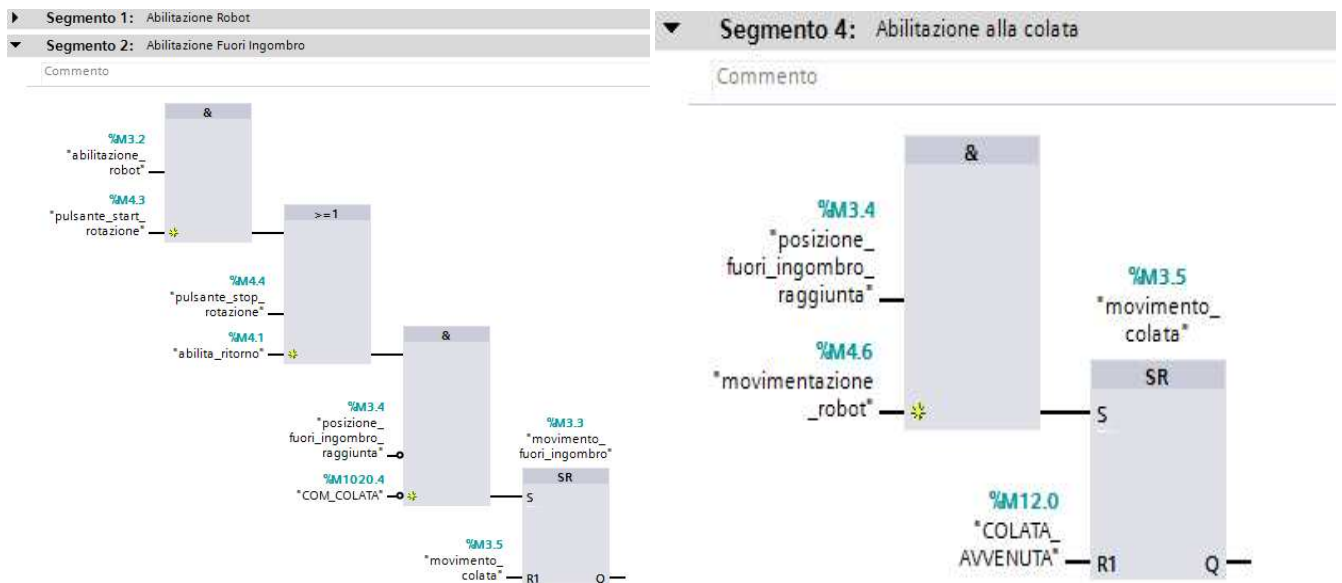 Segmento 1: Abilitazione Robot
Segmento 2: Abilitazione Fuori Ingombro
Commento
&
%M3.2
"abilitazione_
robot"
%M4.3
"pulsante_start_
rotazione"
>=1
%M4.4
"pulsante_stop_
rotazione"
%M4.1
"abilita_ritorno"
&
%M3.4
"posizione_
fuori_ingombro_
raggiunta"
%M1020.4
"COM_COLATA"
%M3.3
"movimento_
fuori_ingombro"
SR
S
%M3.5
"movimento_
colata"
R1 Q
Segmento 4: Abilitazione alla colata
Commento
&
%M3.4
"posizione_
fuori_ingombro_
raggiunta"
%M4.6
"movimentazione
_robot"
%M3.5
"movimento_
colata"
SR
S
%M12.0
"COLATA_
AVVENUTA"
R1 Q